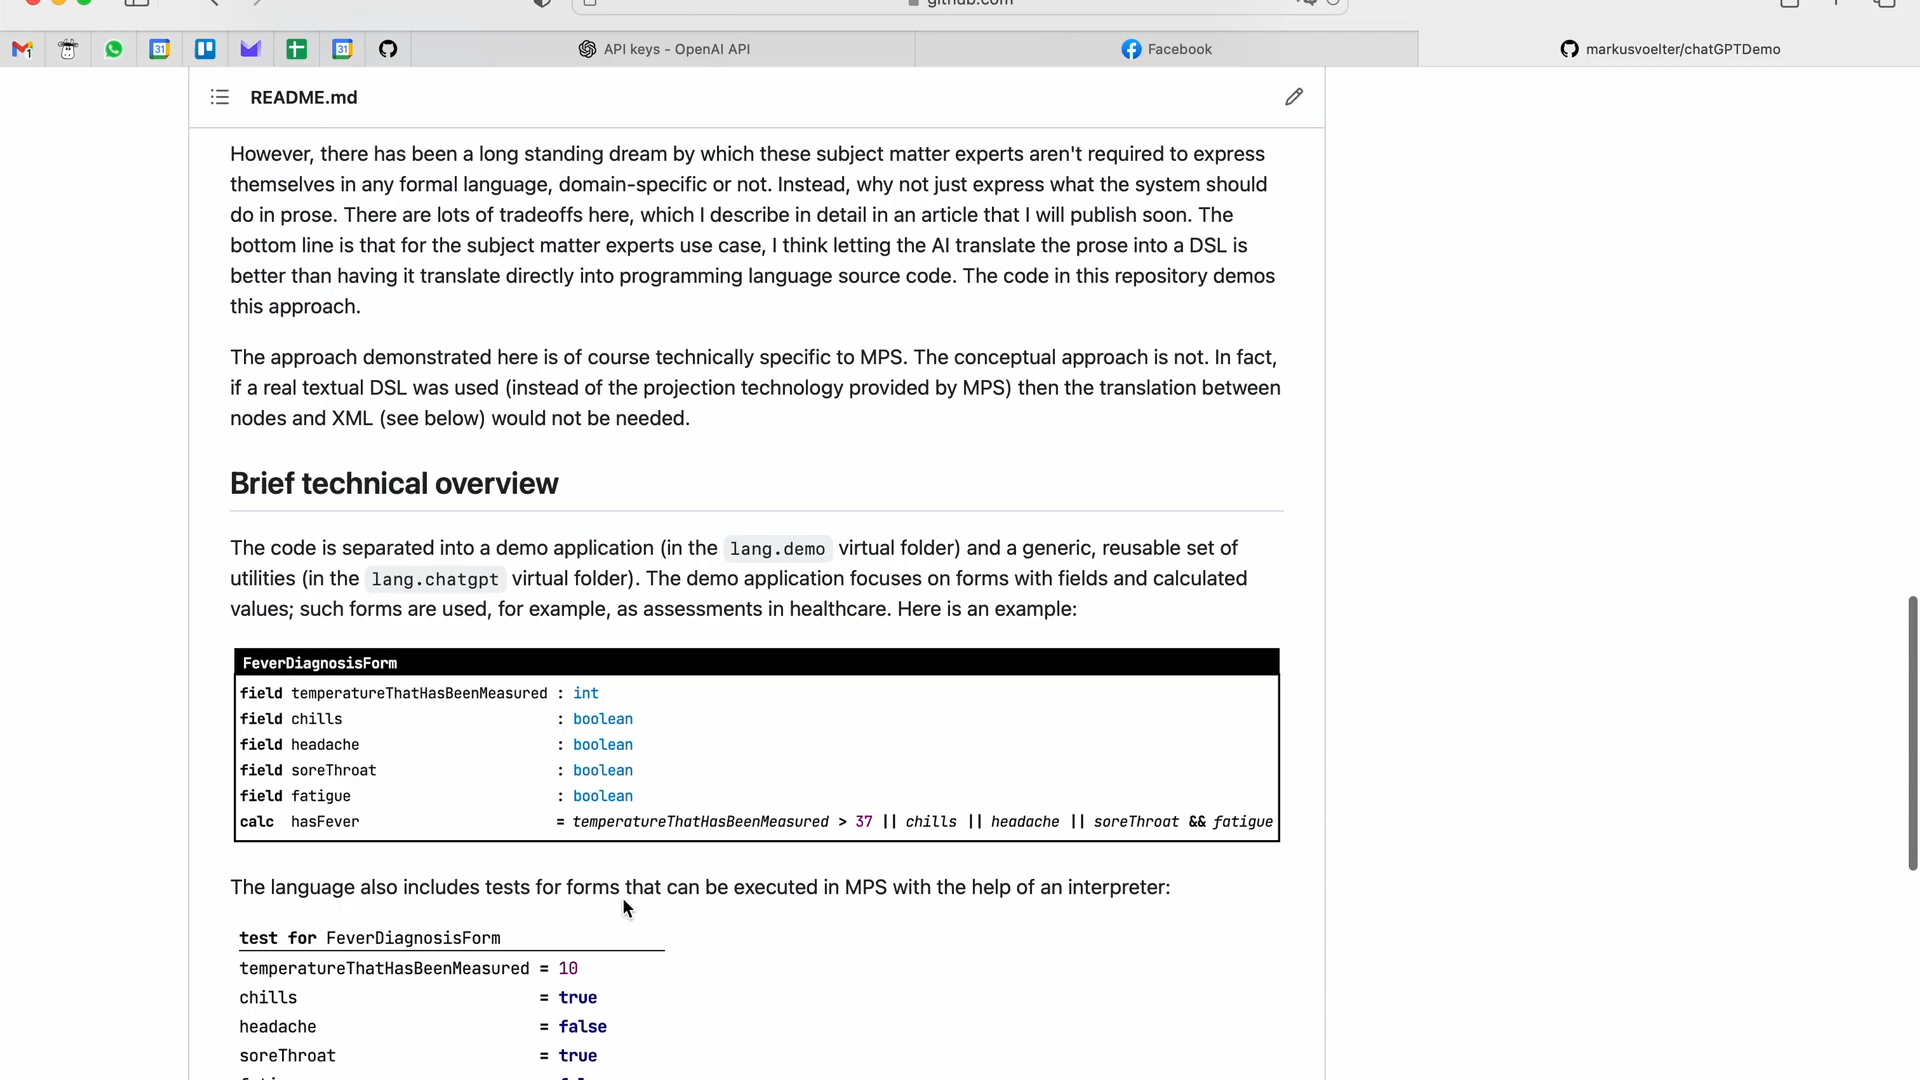 github.com
API keys - OpenAI API
Facebook
markusvoelter/chatGPTDemo
README.md
However, there has been a long standing dream by which these subject matter experts aren't required to express
themselves in any formal language, domain-specific or not. Instead, why not just express what the system should
do in prose. There are lots of tradeoffs here, which I describe in detail in an article that I will publish soon. The
bottom line is that for the subject matter experts use case, I think letting the AI translate the prose into a DSL is
better than having it translate directly into programming language source code. The code in this repository demos
this approach.
The approach demonstrated here is of course technically specific to MPS. The conceptual approach is not. In fact,
if a real textual DSL was used (instead of the projection technology provided by MPS) then the translation between
nodes and XML (see below) would not be needed.
Brief technical overview
The code is separated into a demo application (in the lang.demo virtual folder) and a generic, reusable set of
utilities (in the lang.chatgpt virtual folder). The demo application focuses on forms with fields and calculated
values; such forms are used, for example, as assessments in healthcare. Here is an example:
FeverDiagnosisForm
field temperatureThatHasBeenMeasured : int
field chills : boolean
field headache : boolean
field soreThroat : boolean
field fatigue : boolean
calc hasFever = temperatureThatHasBeenMeasured > 37 || chills || headache || soreThroat && fatigue
The language also includes tests for forms that can be executed in MPS with the help of an interpreter:
test for FeverDiagnosisForm
temperatureThatHasBeenMeasured = 10
chills = true
headache = false
soreThroat = true